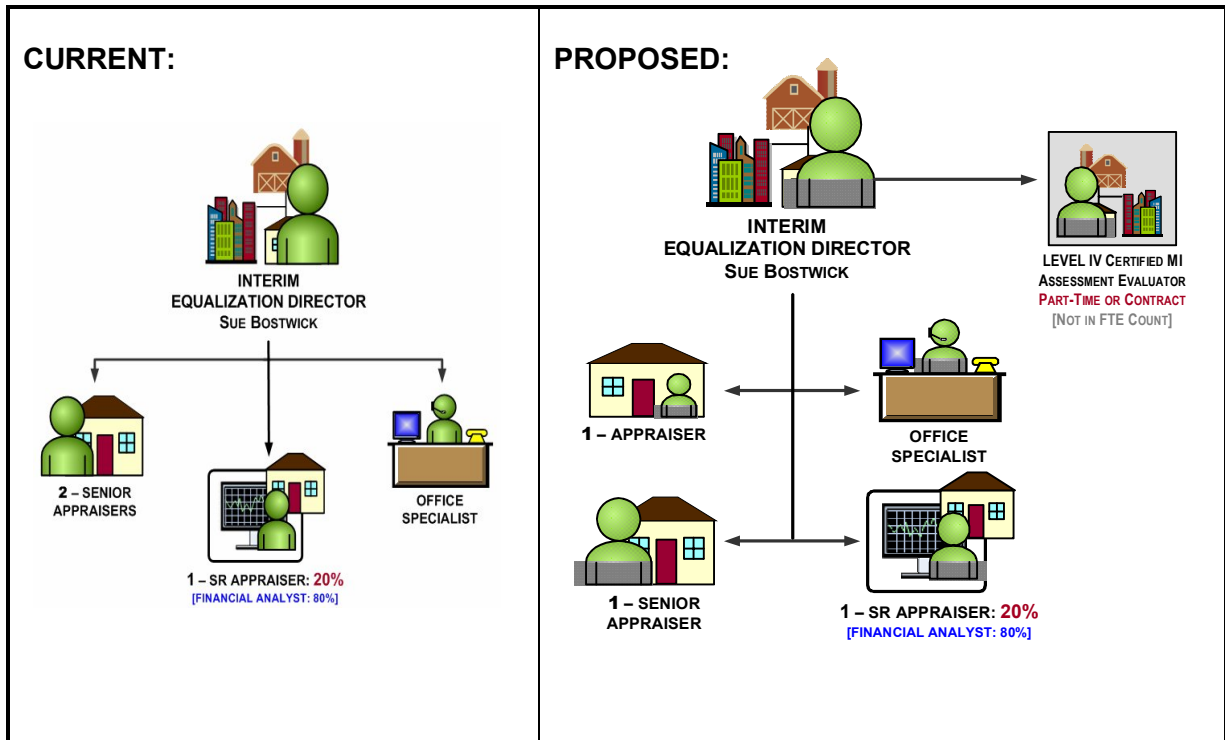 CURRENT:
INTERIM
EQUALIZATION DIRECTOR
SUE BOSTWICK
2 – SENIOR
APPRAISERS
1 – SR APPRAISER: 20%
[FINANCIAL ANALYST: 80%]
OFFICE
SPECIALIST
PROPOSED:
INTERIM
EQUALIZATION DIRECTOR
SUE BOSTWICK
LEVEL IV CERTIFIED MI
ASSESSMENT EVALUATOR
PART-TIME OR CONTRACT
[NOT IN FTE COUNT]
1 – APPRAISER
OFFICE
SPECIALIST
1 – SENIOR
APPRAISER
1 – SR APPRAISER: 20%
[FINANCIAL ANALYST: 80%]